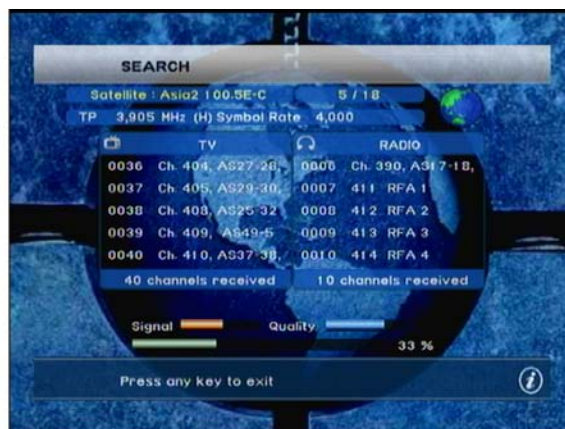 SEARCH
Satellite : Asia2 100.5E-C 5 / 18
TP 3,905 MHz (H) Symbol Rate 4,000
TV
0036 Ch. 404, AS27-28,
0037 Ch. 405, AS29-30,
0038 Ch. 408, AS25-32
0039 Ch. 409, AS49-5
0040 Ch. 410, AS37-38,
40 channels received
RADIO
0006 Ch. 390, AS17-18,
0007 411 RFA 1
0008 412 RFA 2
0009 413 RFA 3
0010 414 RFA 4
10 channels received
Signal Quality
33 %
Press any key to exit
i